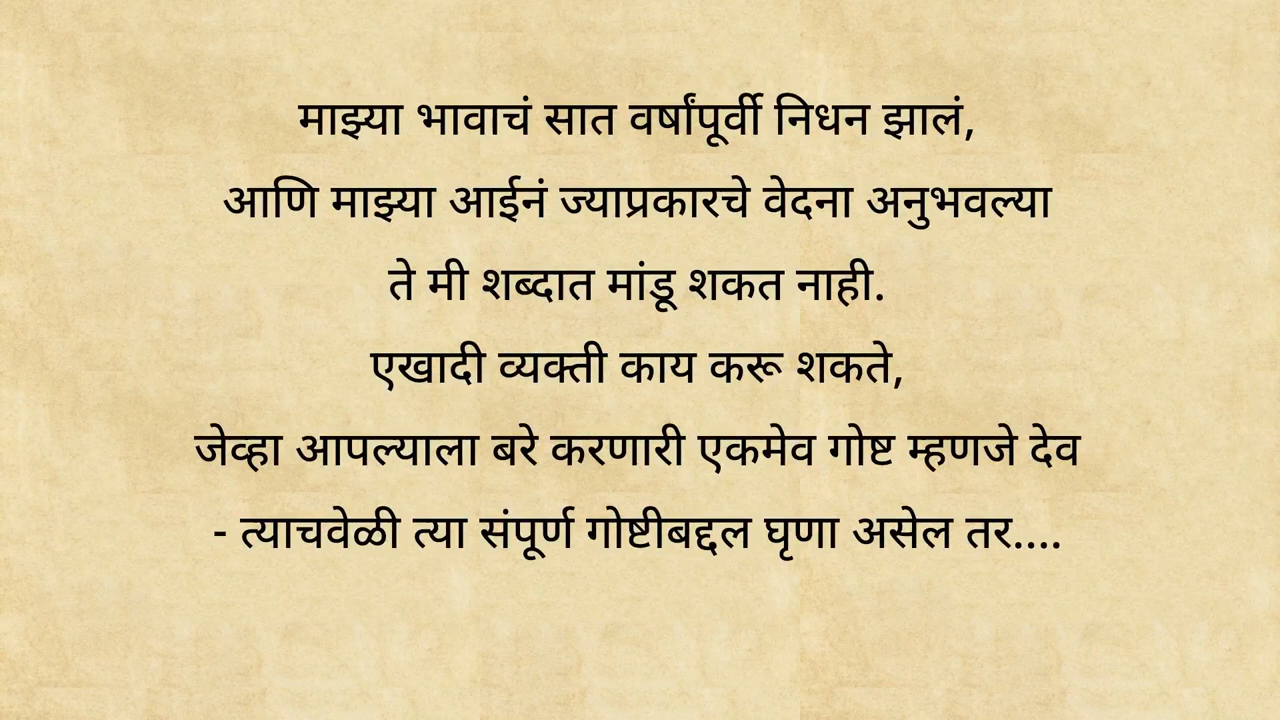 माझ्या भावाचं सात वर्षांपूर्वी निधन झालं,
आणि माझ्या आईनं ज्याप्रकारचे वेदना अनुभवल्या
ते मी शब्दात मांडू शकत नाही.
एखादी व्यक्ती काय करू शकते,
जेव्हा आपल्याला बरे करणारी एकमेव गोष्ट म्हणजे देव
- त्याचवेळी त्या संपूर्ण गोष्टीबद्दल घृणा असेल तर....